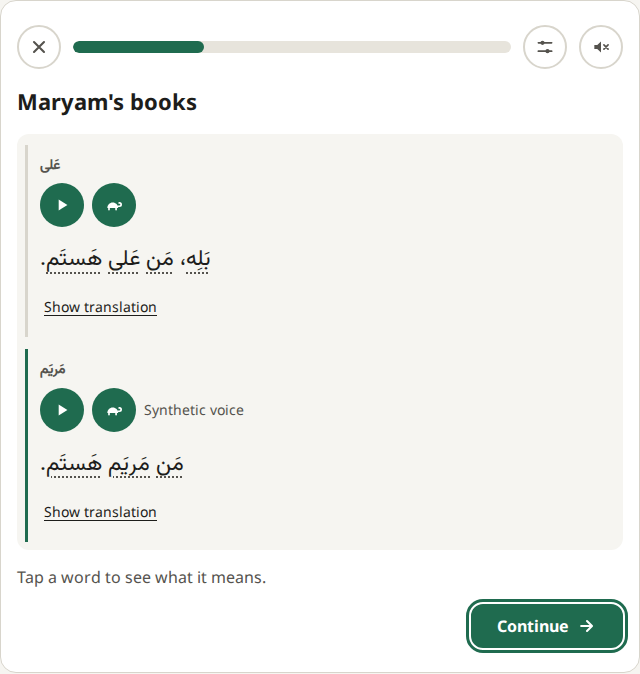 Maryam's books
عَلی
بَلِه، مَن عَلی هَستَم.
Show translation
مَریَم
Synthetic voice
مَن مَریَم هَستَم.
Show translation
Tap a word to see what it means.
Continue